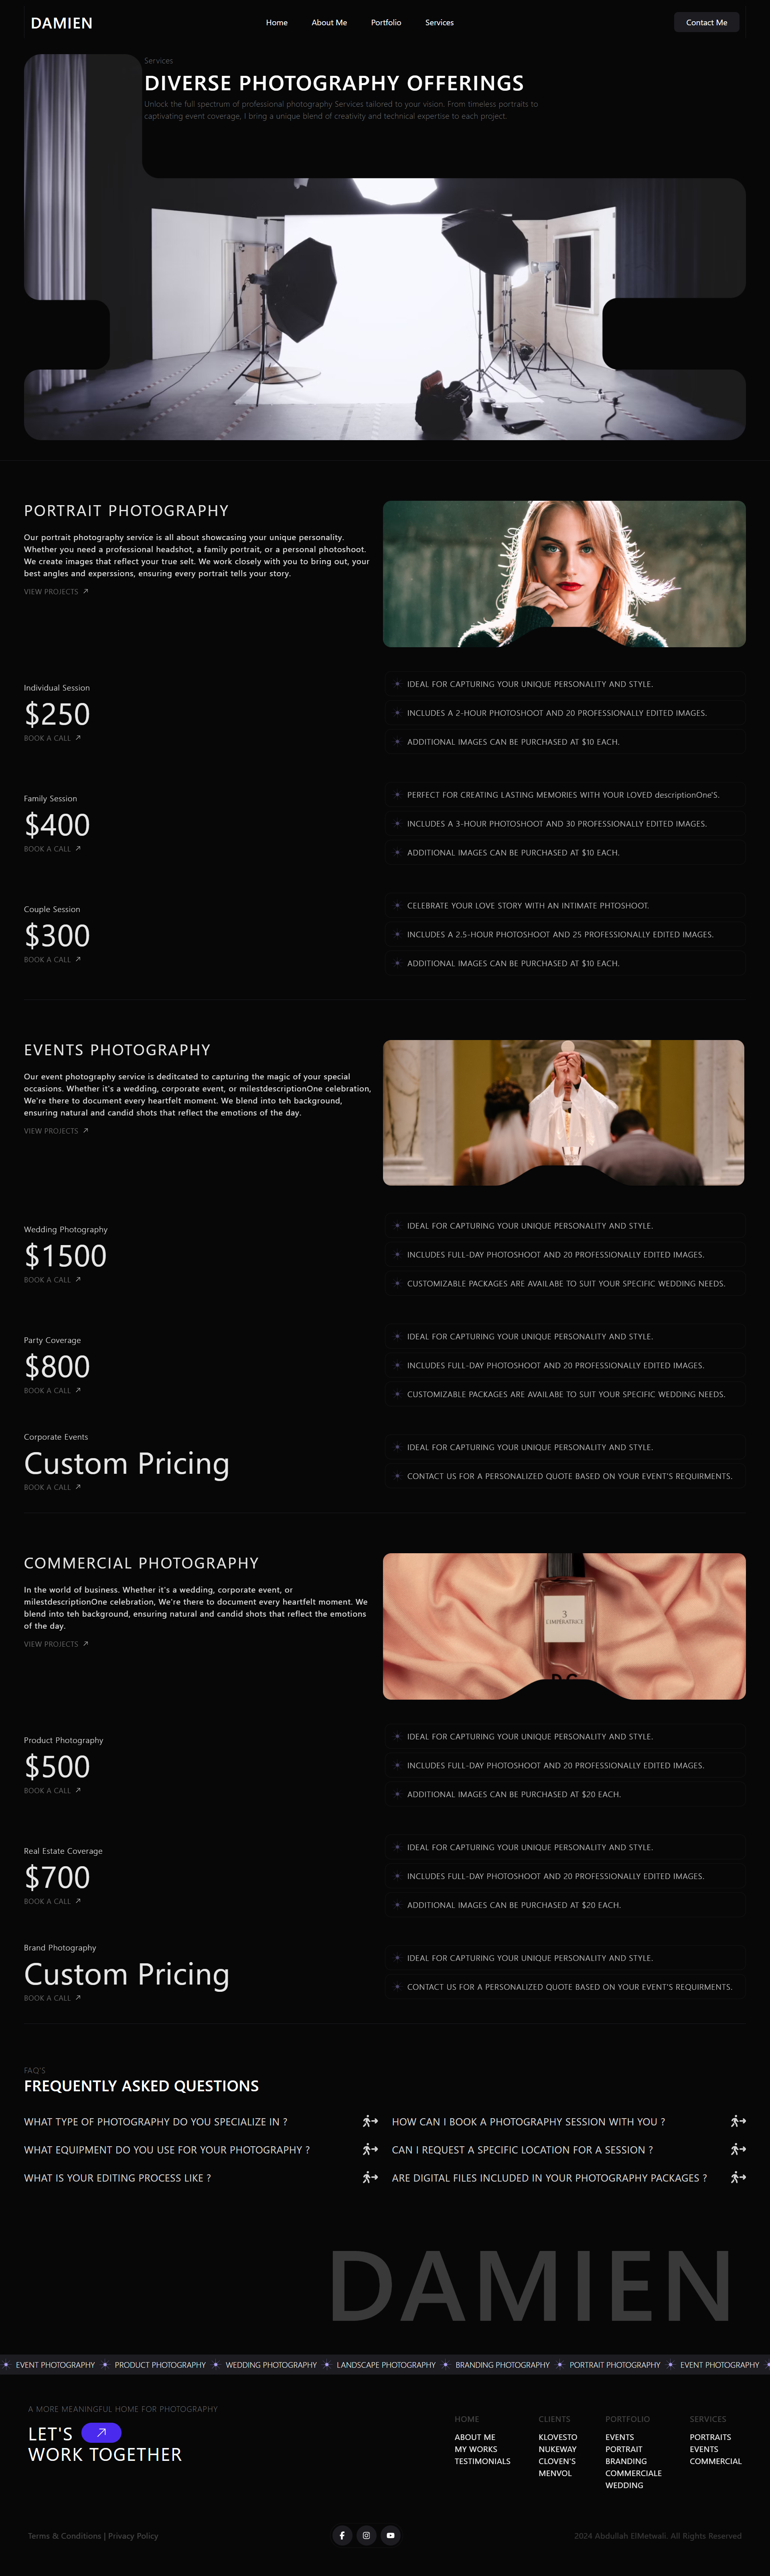 DAMIEN
Home
About Me
Portfolio
Services
Contact Me
Services
DIVERSE PHOTOGRAPHY OFFERINGS
Unlock the full spectrum of professional photography Services tailored to your vision. From timeless portraits to
captivating event coverage, I bring a unique blend of creativity and technical expertise to each project.
PORTRAIT PHOTOGRAPHY
Our portrait photography service is all about showcasing your unique personality.
Whether you need a professional headshot, a family portrait, or a personal photoshoot.
We create images that reflect your true selt. We work closely with you to bring out, your
best angles and experssions, ensuring every portrait tells your story.
VIEW PROJECTS
Individual Session
$250
BOOK A CALL
IDEAL FOR CAPTURING YOUR UNIQUE PERSONALITY AND STYLE.
INCLUDES A 2-HOUR PHOTOSHOOT AND 20 PROFESSIONALLY EDITED IMAGES.
ADDITIONAL IMAGES CAN BE PURCHASED AT $10 EACH.
Family Session
$400
BOOK A CALL
PERFECT FOR CREATING LASTING MEMORIES WITH YOUR LOVED descriptionOne'S.
INCLUDES A 3-HOUR PHOTOSHOOT AND 30 PROFESSIONALLY EDITED IMAGES.
ADDITIONAL IMAGES CAN BE PURCHASED AT $10 EACH.
Couple Session
$300
BOOK A CALL
CELEBRATE YOUR LOVE STORY WITH AN INTIMATE PHTOSHOOT.
INCLUDES A 2.5-HOUR PHOTOSHOOT AND 25 PROFESSIONALLY EDITED IMAGES.
ADDITIONAL IMAGES CAN BE PURCHASED AT $10 EACH.
EVENTS PHOTOGRAPHY
Our event photography service is deditcated to capturing the magic of your special
occasions. Whether it's a wedding, corporate event, or milestdescriptionOne celebration,
We're there to document every heartfelt moment. We blend into teh background,
ensuring natural and candid shots that reflect the emotions of the day.
VIEW PROJECTS
Wedding Photography
$1500
BOOK A CALL
IDEAL FOR CAPTURING YOUR UNIQUE PERSONALITY AND STYLE.
INCLUDES FULL-DAY PHOTOSHOOT AND 20 PROFESSIONALLY EDITED IMAGES.
CUSTOMIZABLE PACKAGES ARE AVAILABE TO SUIT YOUR SPECIFIC WEDDING NEEDS.
Party Coverage
$800
BOOK A CALL
IDEAL FOR CAPTURING YOUR UNIQUE PERSONALITY AND STYLE.
INCLUDES FULL-DAY PHOTOSHOOT AND 20 PROFESSIONALLY EDITED IMAGES.
CUSTOMIZABLE PACKAGES ARE AVAILABE TO SUIT YOUR SPECIFIC WEDDING NEEDS.
Corporate Events
Custom Pricing
BOOK A CALL
IDEAL FOR CAPTURING YOUR UNIQUE PERSONALITY AND STYLE.
CONTACT US FOR A PERSONALIZED QUOTE BASED ON YOUR EVENT'S REQUIRMENTS.
COMMERCIAL PHOTOGRAPHY
In the world of business. Whether it's a wedding, corporate event, or
milestdescriptionOne celebration, We're there to document every heartfelt moment. We
blend into teh background, ensuring natural and candid shots that reflect the emotions
of the day.
VIEW PROJECTS
3
L'IMPÉRATRICE
Product Photography
$500
BOOK A CALL
IDEAL FOR CAPTURING YOUR UNIQUE PERSONALITY AND STYLE.
INCLUDES FULL-DAY PHOTOSHOOT AND 20 PROFESSIONALLY EDITED IMAGES.
ADDITIONAL IMAGES CAN BE PURCHASED AT $20 EACH.
Real Estate Coverage
$700
BOOK A CALL
IDEAL FOR CAPTURING YOUR UNIQUE PERSONALITY AND STYLE.
INCLUDES FULL-DAY PHOTOSHOOT AND 20 PROFESSIONALLY EDITED IMAGES.
ADDITIONAL IMAGES CAN BE PURCHASED AT $20 EACH.
Brand Photography
Custom Pricing
BOOK A CALL
IDEAL FOR CAPTURING YOUR UNIQUE PERSONALITY AND STYLE.
CONTACT US FOR A PERSONALIZED QUOTE BASED ON YOUR EVENT'S REQUIRMENTS.
FAQ'S
FREQUENTLY ASKED QUESTIONS
WHAT TYPE OF PHOTOGRAPHY DO YOU SPECIALIZE IN ?
HOW CAN I BOOK A PHOTOGRAPHY SESSION WITH YOU ?
WHAT EQUIPMENT DO YOU USE FOR YOUR PHOTOGRAPHY ?
CAN I REQUEST A SPECIFIC LOCATION FOR A SESSION ?
WHAT IS YOUR EDITING PROCESS LIKE ?
ARE DIGITAL FILES INCLUDED IN YOUR PHOTOGRAPHY PACKAGES ?
DAMIEN
EVENT PHOTOGRAPHY
PRODUCT PHOTOGRAPHY
WEDDING PHOTOGRAPHY
LANDSCAPE PHOTOGRAPHY
BRANDING PHOTOGRAPHY
PORTRAIT PHOTOGRAPHY
EVENT PHOTOGRAPHY
A MORE MEANINGFUL HOME FOR PHOTOGRAPHY
LET'S
WORK TOGETHER
HOME
ABOUT ME
MY WORKS
TESTIMONIALS
CLIENTS
KLOVESTO
NUKEWAY
CLOVEN'S
MENVOL
PORTFOLIO
EVENTS
PORTRAIT
BRANDING
COMMERCIALE
WEDDING
SERVICES
PORTRAITS
EVENTS
COMMERCIAL
Terms & Conditions | Privacy Policy
2024 Abdullah ElMetwali. All Rights Reserved